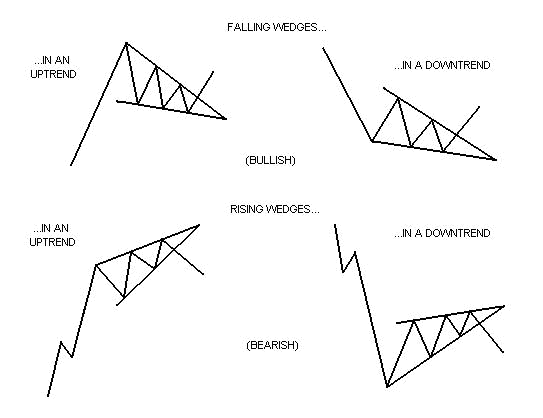 FALLING WEDGES...
...IN AN
UPTREND
...IN A DOWNTREND
(BULLISH)
RISING WEDGES...
...IN AN
UPTREND
...IN A DOWNTREND
(BEARISH)